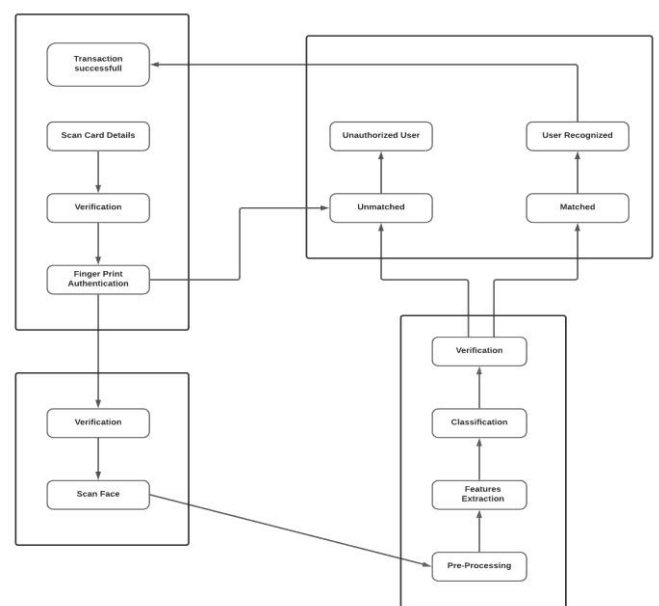 Transaction
successfull
Scan Card Details
Verification
Finger Print
Authentication
Verification
Scan Face
Unauthorized User
User Recognized
Unmatched
Matched
Verification
Classification
Features
Extraction
Pre-Processing